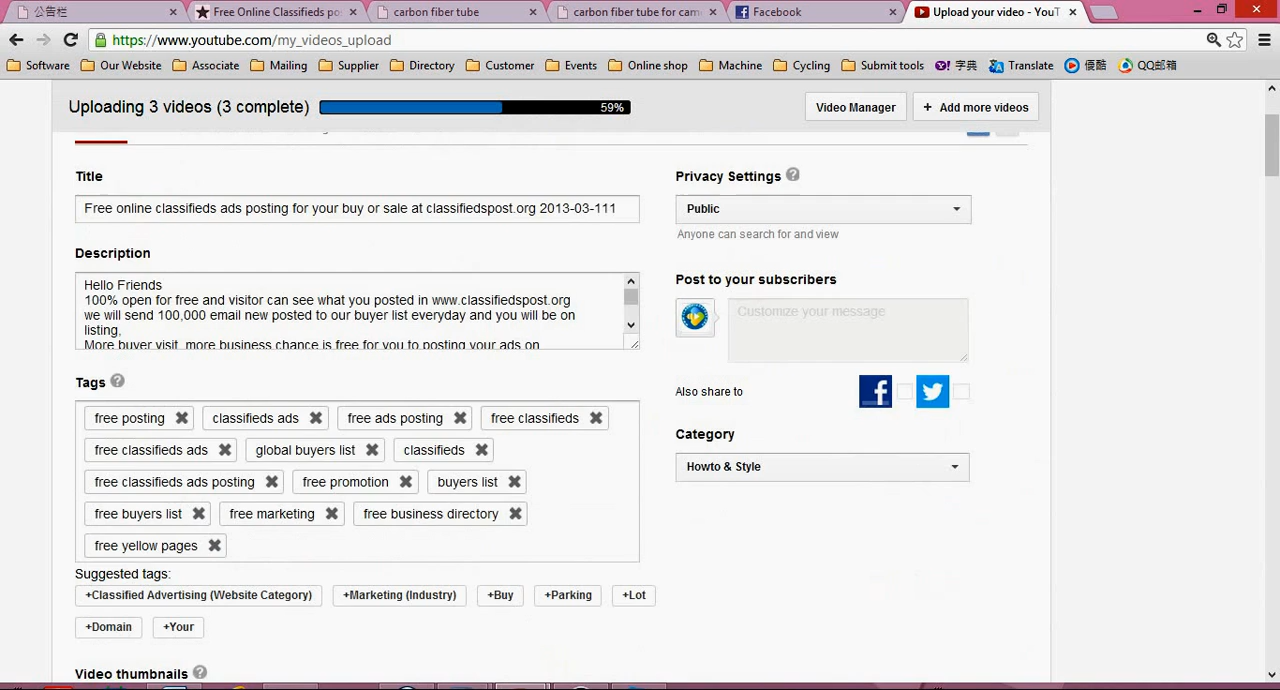 公告栏
Free Online Classifieds po
carbon fiber tube
carbon fiber tube for cam
Facebook
Upload your video - YouT
https://www.youtube.com/my_videos_upload
Software Our Website Associate Mailing Supplier Directory Customer Events Online shop Machine Cycling Submit tools Y! 字典 Translate 優酷 QQ邮箱
Uploading 3 videos (3 complete) 59% Video Manager + Add more videos
Title
Free online classifieds ads posting for your buy or sale at classifiedspost.org 2013-03-111
Privacy Settings ?
Public
Anyone can search for and view
Description
Hello Friends
100% open for free and visitor can see what you posted in www.classifiedspost.org
we will send 100,000 email new posted to our buyer list everyday and you will be on
listing,
More buyer visit, more business chance is free for you to posting your ads on
Post to your subscribers
Customize your message
Also share to
Tags ?
free posting classifieds ads free ads posting free classifieds
free classifieds ads global buyers list classifieds
free classifieds ads posting free promotion buyers list
free buyers list free marketing free business directory
free yellow pages
Category
Howto & Style
Suggested tags:
+Classified Advertising (Website Category) +Marketing (Industry) +Buy +Parking +Lot
+Domain +Your
Video thumbnails ?